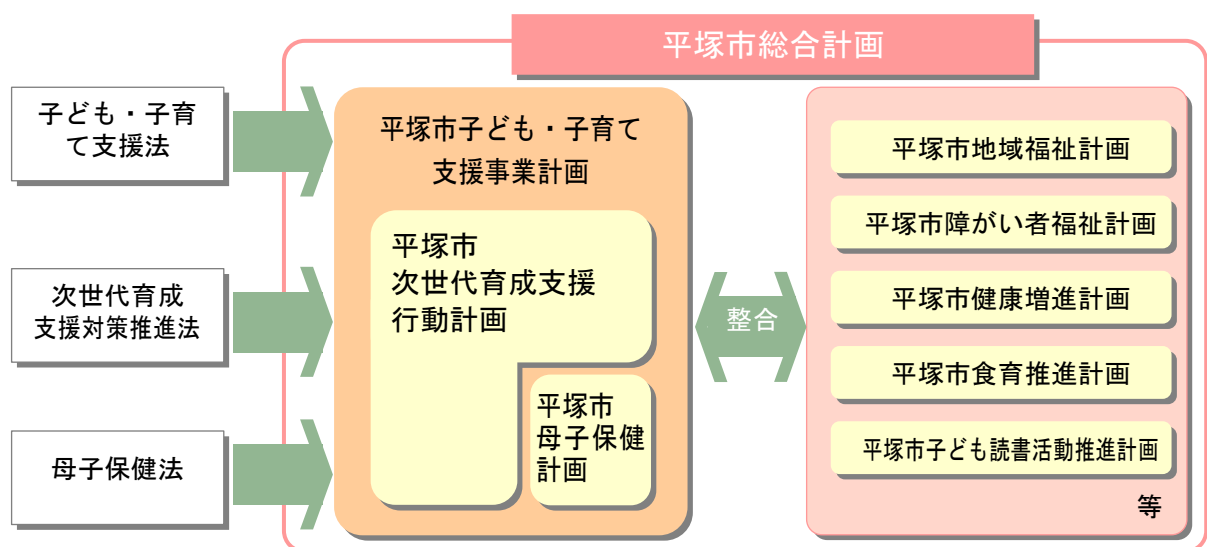 平塚市総合計画
子ども・子育
て支援法
次世代育成
支援対策推進法
母子保健法
平塚市子ども・子育て
支援事業計画
平塚市
次世代育成支援
行動計画
平塚市
母子保健
計画
整合
平塚市地域福祉計画
平塚市障がい者福祉計画
平塚市健康増進計画
平塚市食育推進計画
平塚市子ども読書活動推進計画
等